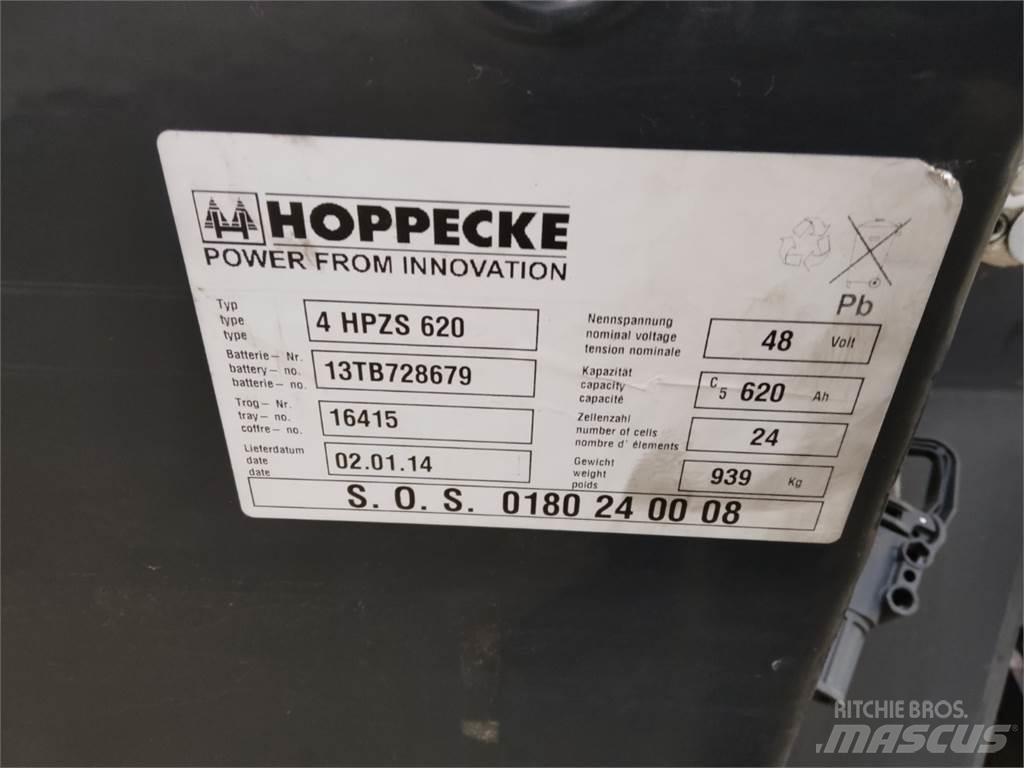 HOPPECKE
POWER FROM INNOVATION
Pb
Typ
type
type
4 HPZS 620
Batterie- Nr.
battery- no.
batterie- no.
13TB728679
Trog- Nr.
tray- no.
coffre- no.
16415
Lieferdatum
date
date
02.01.14
Nennspannung
nominal voltage
tension nominale
48 Volt
Kapazität
capacity
capacité
C5 620 Ah
Zellenzahl
number of cells
nombre d' élements
24
Gewicht
weight
poids
939 Kg
S. O. S. 0180 24 00 08
RITCHIE BROS.
MASCUS